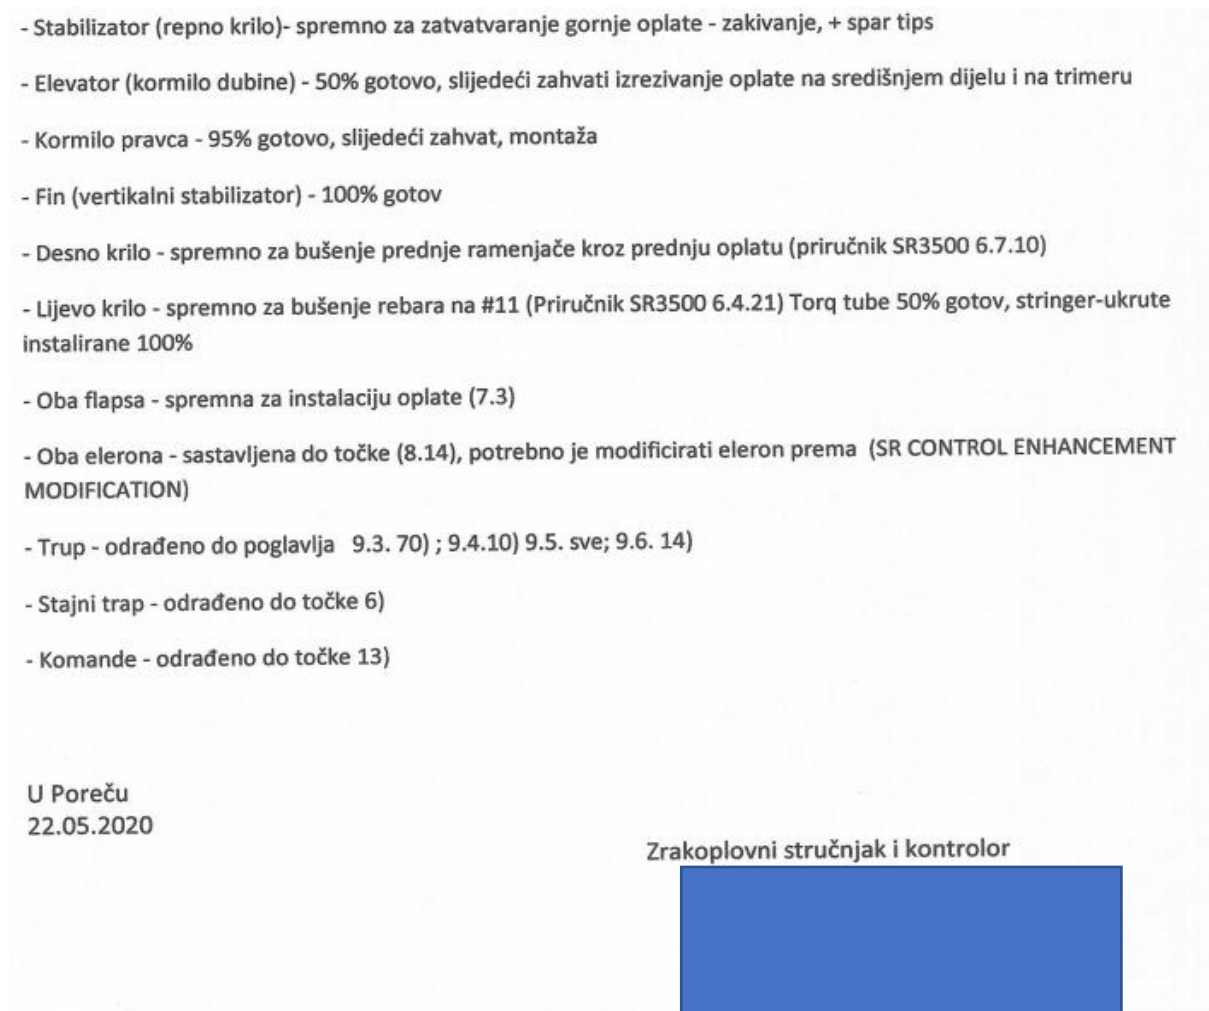 - Stabilizator (repno krilo)- spremno za zatvatvaranje gornje oplate - zakivanje, + spar tips
- Elevator (kormilo dubine) - 50% gotovo, slijedeći zahvati izrezivanje oplate na središnjem dijelu i na trimeru
- Kormilo pravca - 95% gotovo, slijedeći zahvat, montaža
- Fin (vertikalni stabilizator) - 100% gotov
- Desno krilo - spremno za bušenje prednje ramenjače kroz prednju oplatu (priručnik SR3500 6.7.10)
- Lijevo krilo - spremno za bušenje rebara na #11 (Priručnik SR3500 6.4.21) Torq tube 50% gotov, stringer-ukrute
instalirane 100%
- Oba flapsa - spremna za instalaciju oplate (7.3)
- Oba elerona - sastavljena do točke (8.14), potrebno je modificirati eleron prema (SR CONTROL ENHANCEMENT
MODIFICATION)
- Trup - odrađeno do poglavlja 9.3. 70) ; 9.4.10) 9.5. sve; 9.6. 14)
- Stajni trap - odrađeno do točke 6)
- Komande - odrađeno do točke 13)
U Poreču
22.05.2020
Zrakoplovni stručnjak i kontrolor